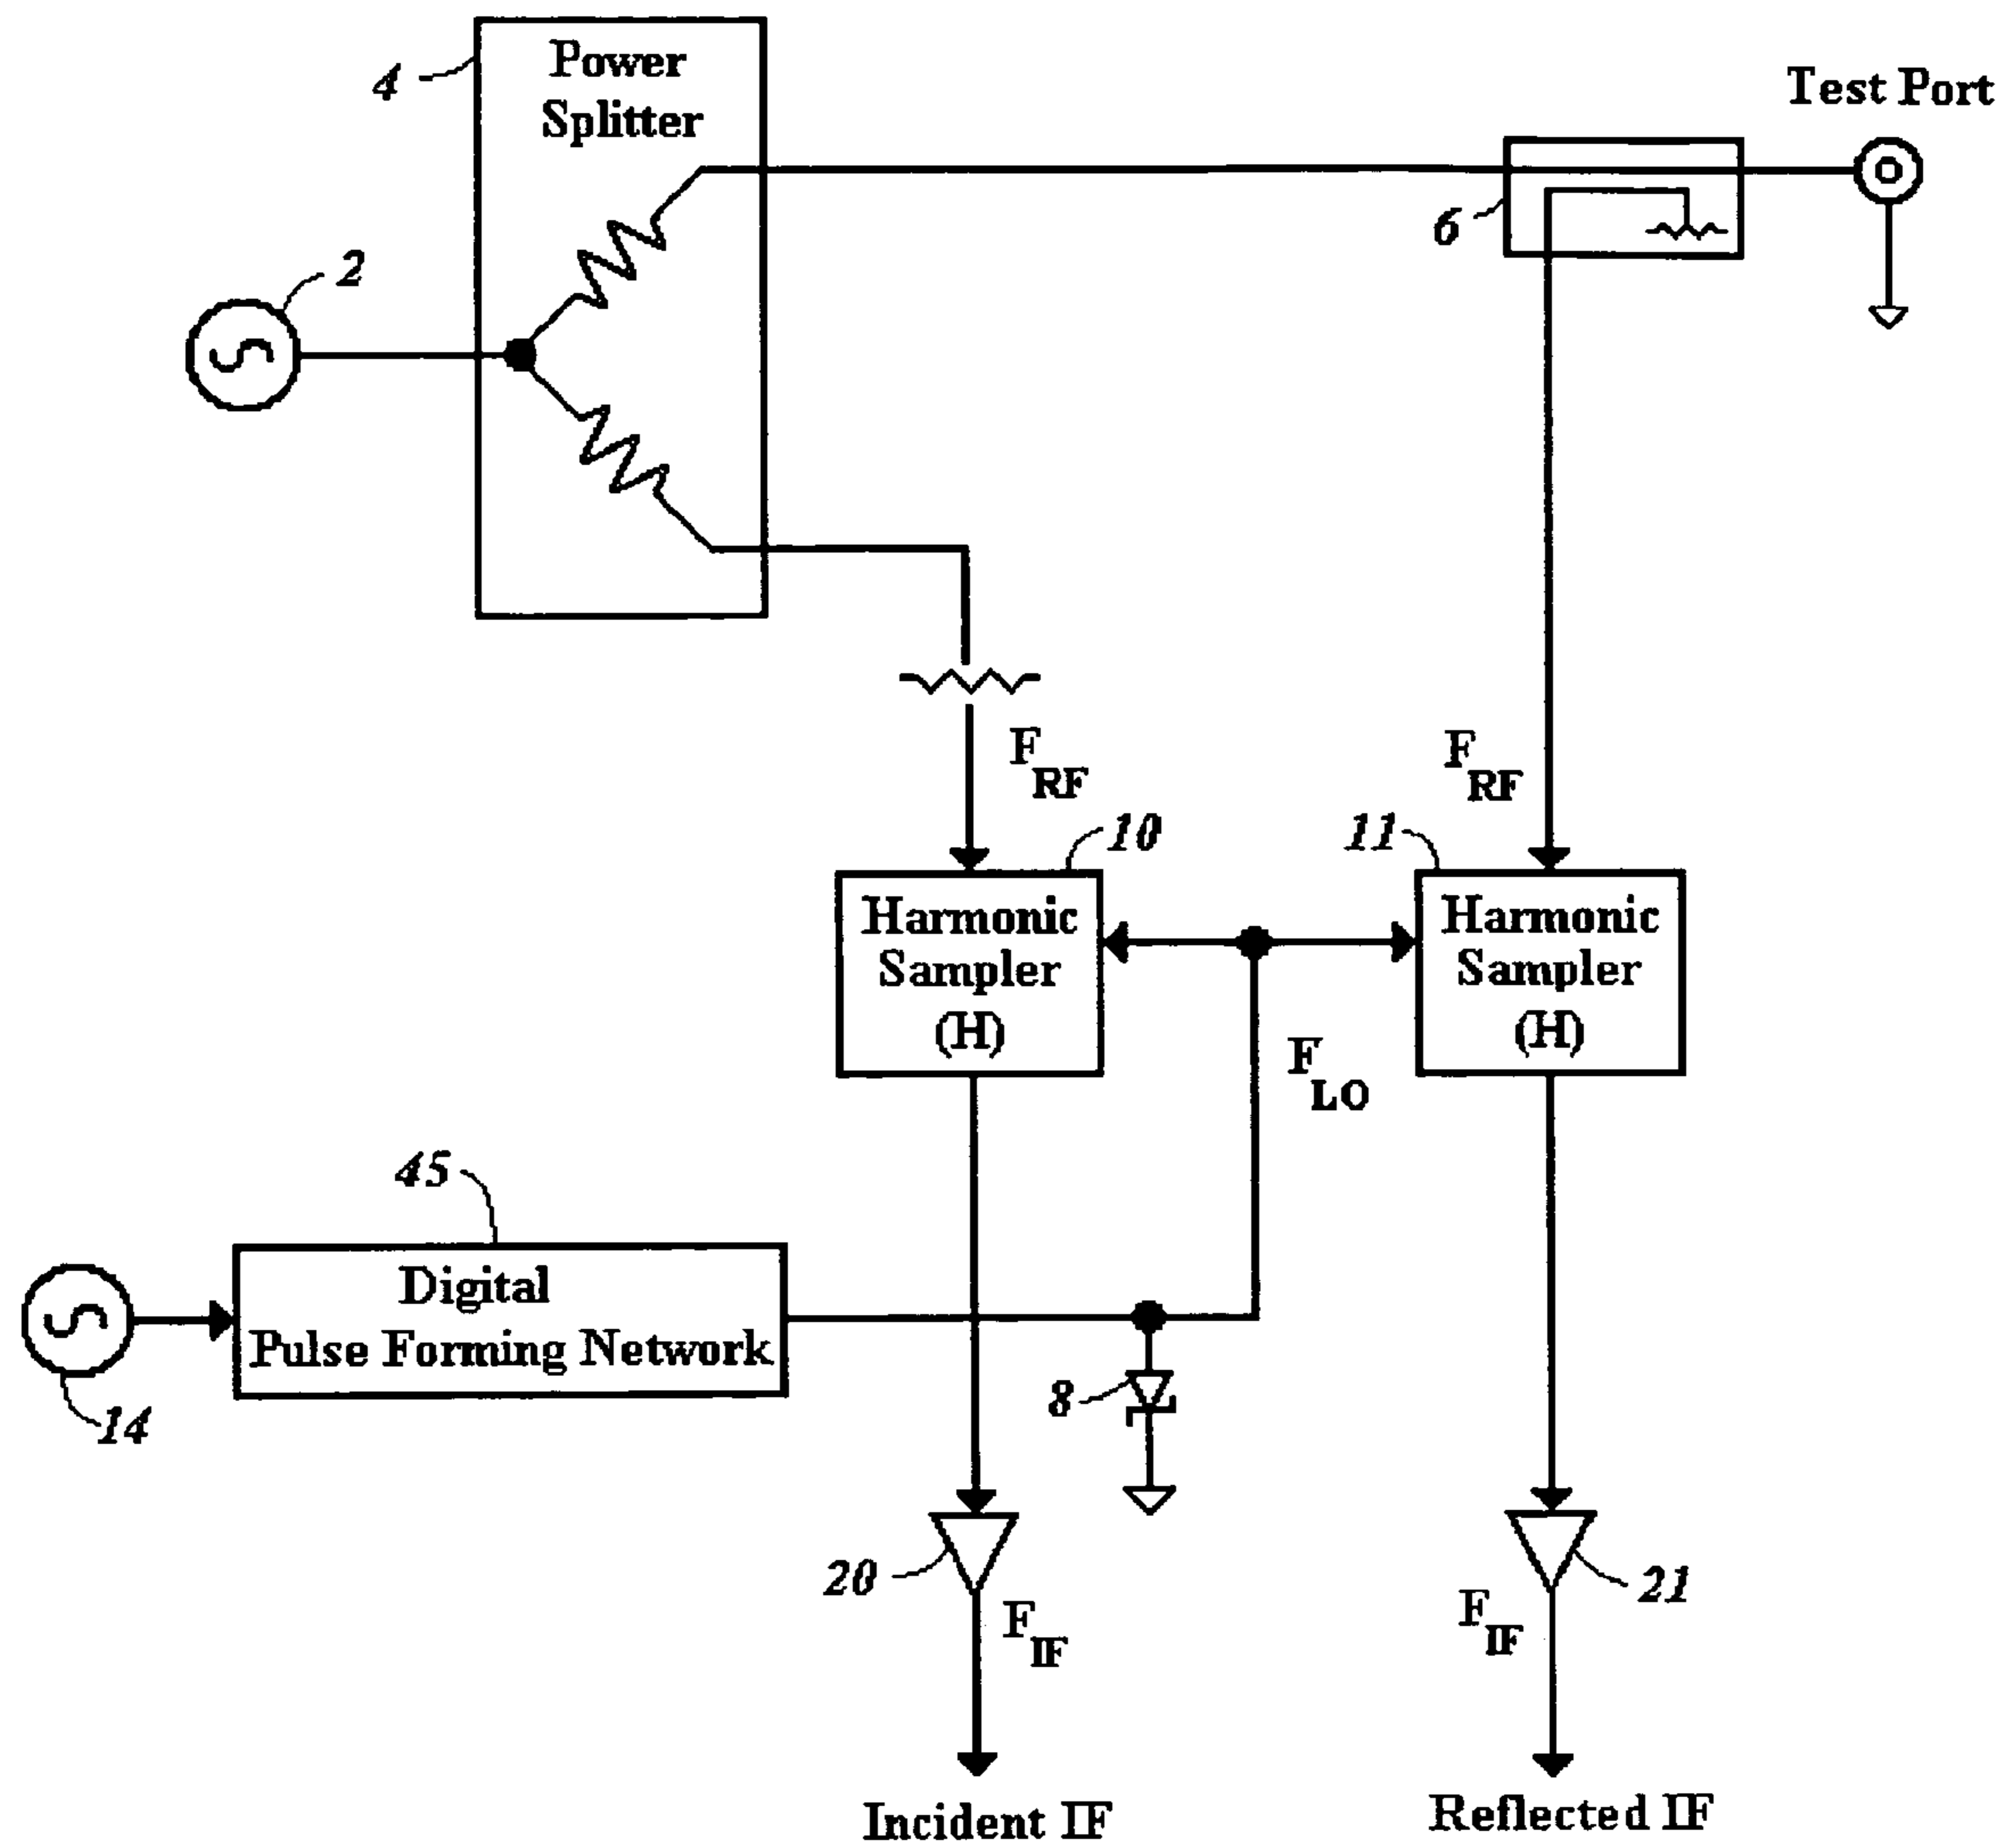 Power
Splitter
4
Test Port
6
2
F
RF
F
RF
10
11
Harmonic
Sampler
(H)
Harmonic
Sampler
(H)
F
LO
45
Digital
Pulse Forming Network
14
8
20
21
F
IF
F
IF
Incident IF
Reflected IF